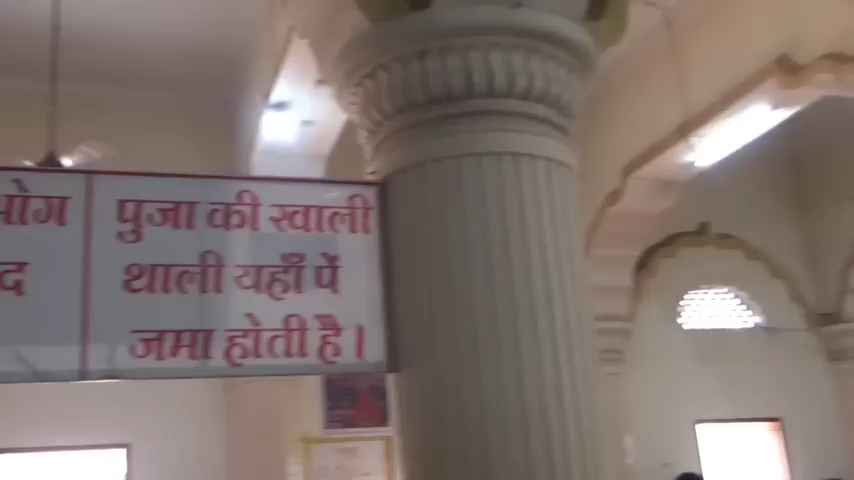 भोग
द
पुजा की स्वाली
थाली यहाँ पें
जमा होती है।